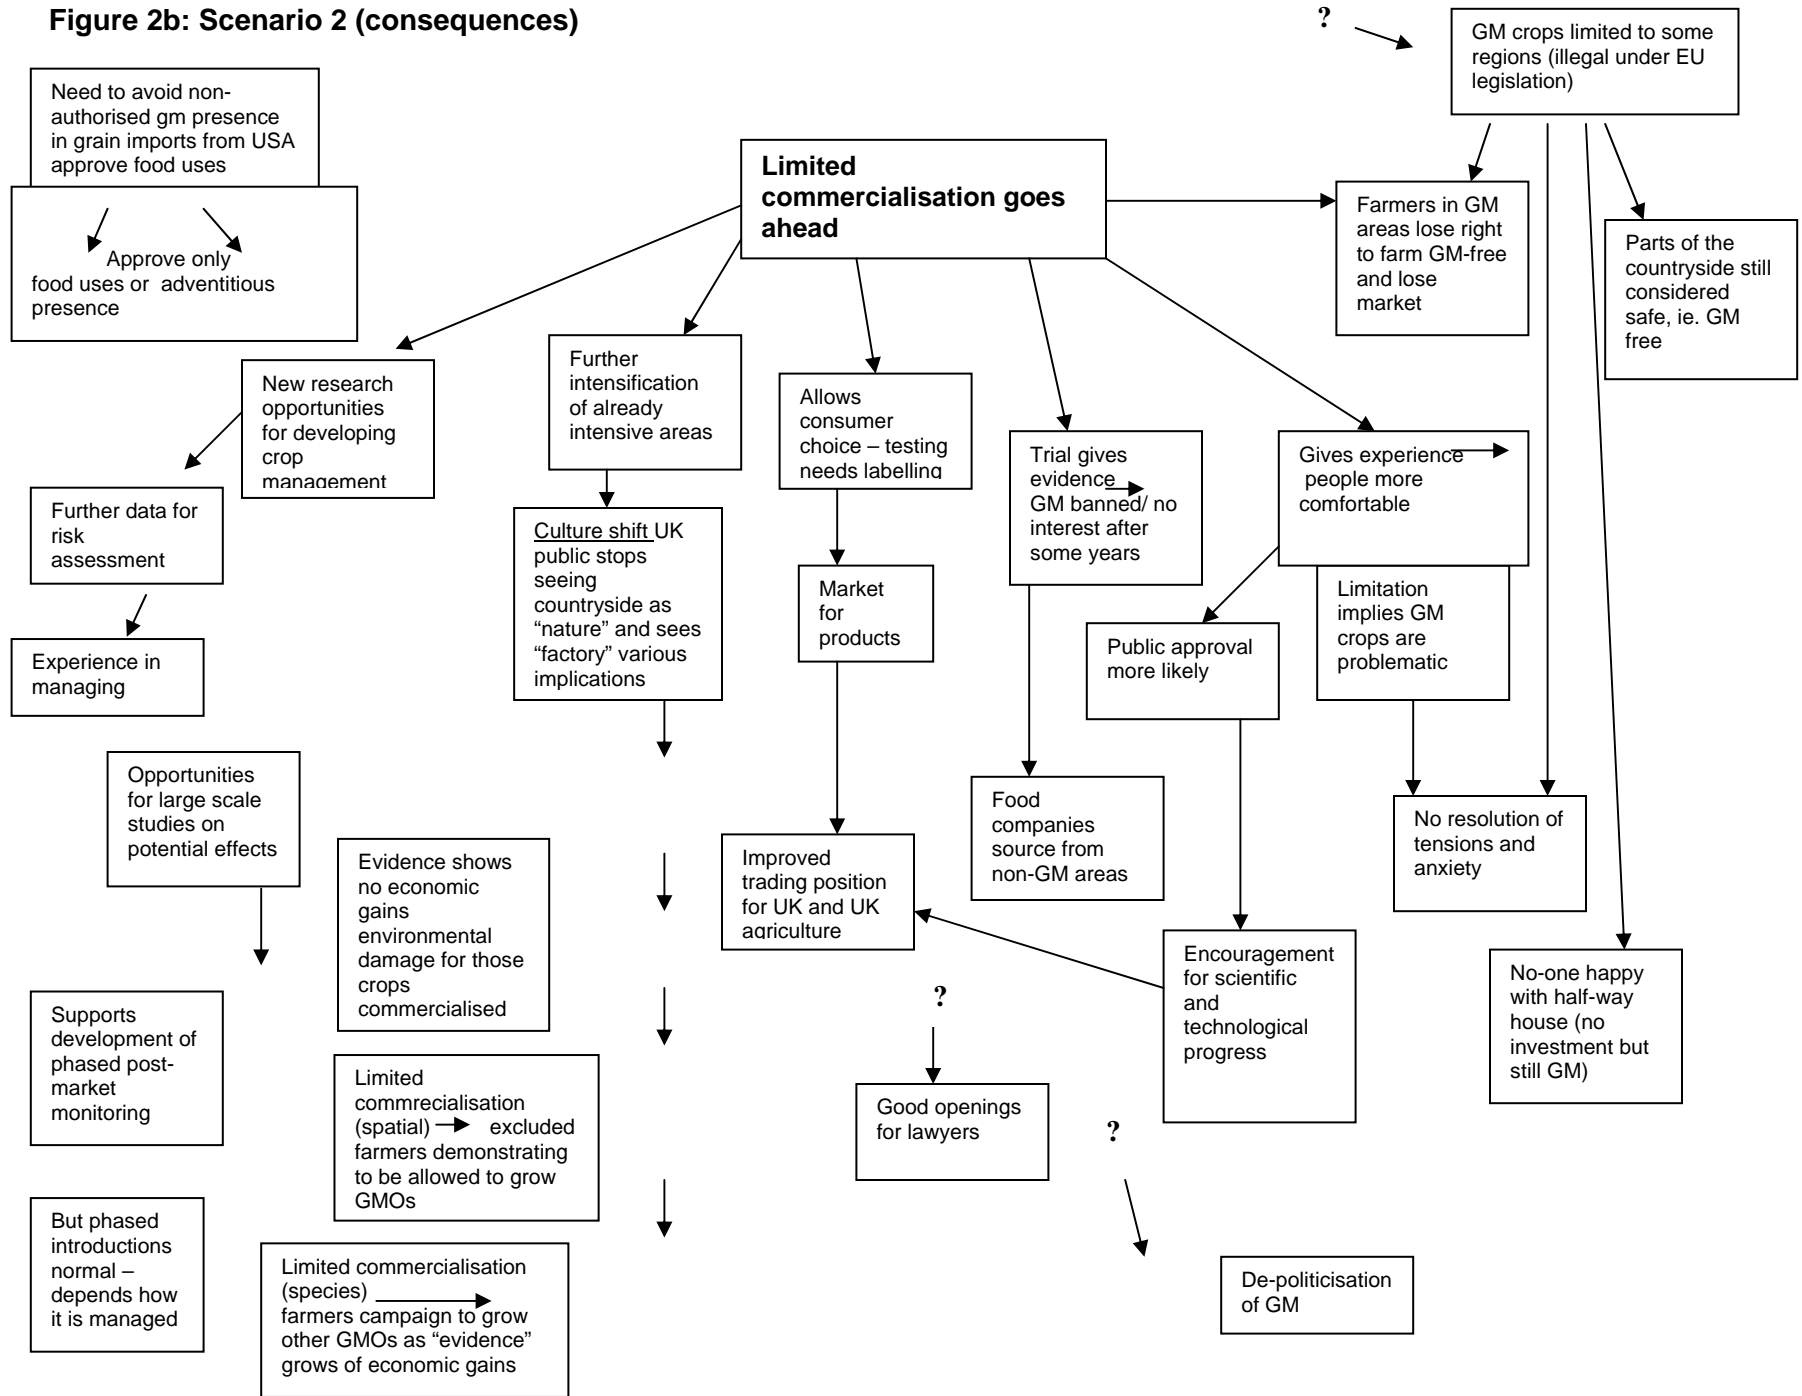 Figure 2b: Scenario 2 (consequences)
?
GM crops limited to some
regions (illegal under EU
legislation)
Need to avoid non-
authorised gm presence
in grain imports from USA
approve food uses
Approve only
food uses or adventitious
presence
Limited
commercialisation goes
ahead
Farmers in GM
areas lose right
to farm GM-free
and lose
market
Parts of the
countryside still
considered
safe, ie. GM
free
New research
opportunities
for developing
crop
management
Further
intensification
of already
intensive areas
Allows
consumer
choice – testing
needs labelling
Trial gives
evidence
GM banned/ no
interest after
some years
Gives experience
people more
comfortable
Further data for
risk
assessment
Culture shift UK
public stops
seeing
countryside as
“nature” and sees
“factory” various
implications
Market
for
products
Limitation
implies GM
crops are
problematic
Public approval
more likely
Experience in
managing
Opportunities
for large scale
studies on
potential effects
Food
companies
source from
non-GM areas
No resolution of
tensions and
anxiety
Evidence shows
no economic
gains
environmental
damage for those
crops
commercialised
Improved
trading position
for UK and UK
agriculture
Encouragement
for scientific
and
technological
progress
No-one happy
with half-way
house (no
investment but
still GM)
Supports
development of
phased post-
market
monitoring
?
Limited
commrecialisation
(spatial) excluded
farmers demonstrating
to be allowed to grow
GMOs
Good openings
for lawyers
?
But phased
introductions
normal –
depends how
it is managed
Limited commercialisation
(species)
farmers campaign to grow
other GMOs as “evidence”
grows of economic gains
De-politicisation
of GM